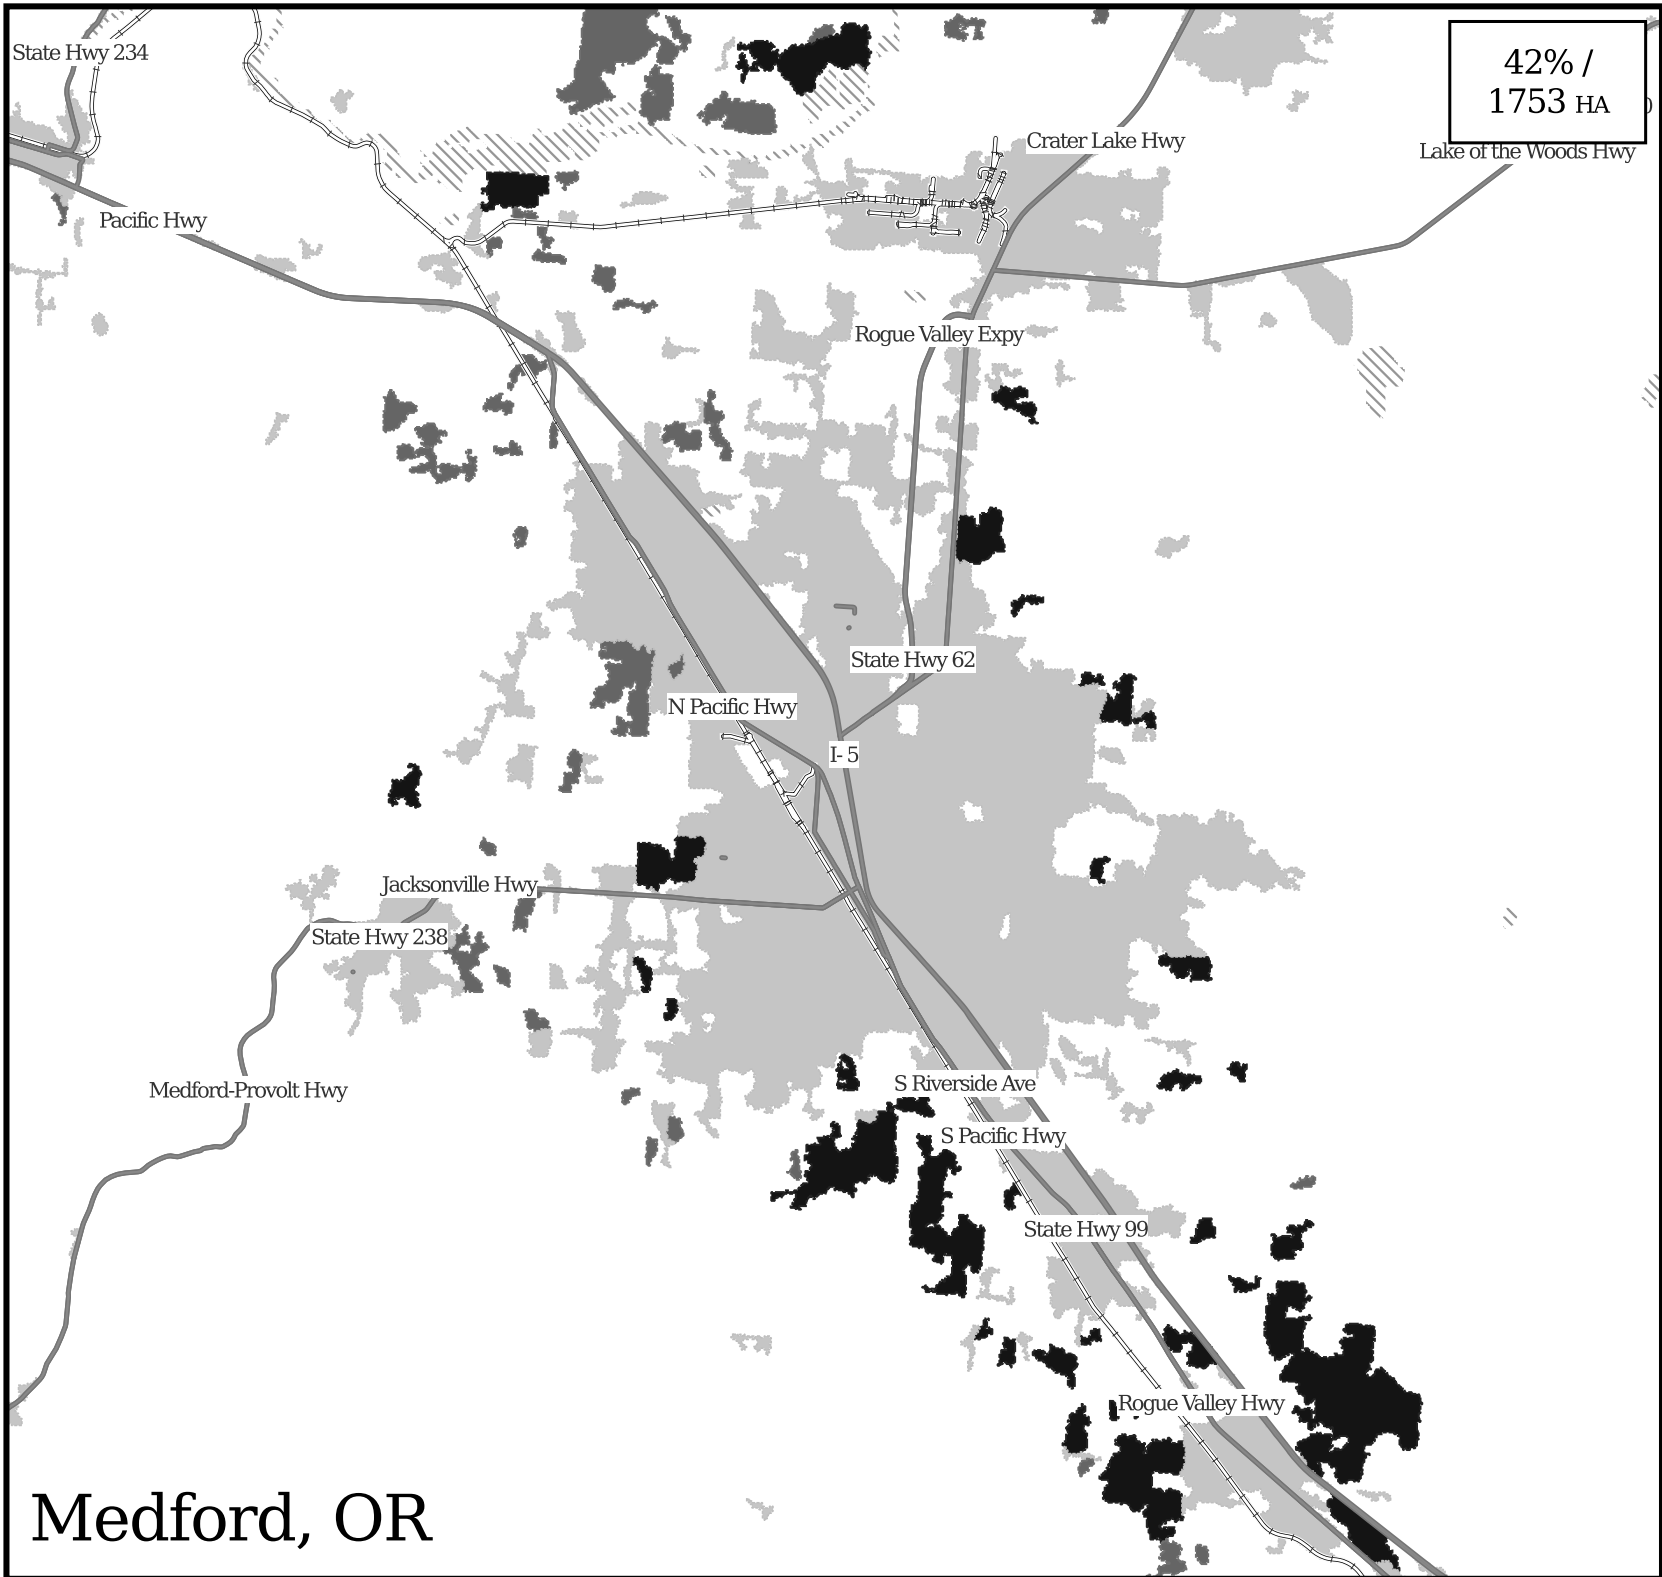 State Hwy 234
42% /
1753 HA
Crater Lake Hwy
Lake of the Woods Hwy
Pacific Hwy
Rogue Valley Expy
State Hwy 62
N Pacific Hwy
I- 5
Jacksonville Hwy
State Hwy 238
S Riverside Ave
Medford-Provolt Hwy
S Pacific Hwy
State Hwy 99
Rogue Valley Hwy
Medford, OR